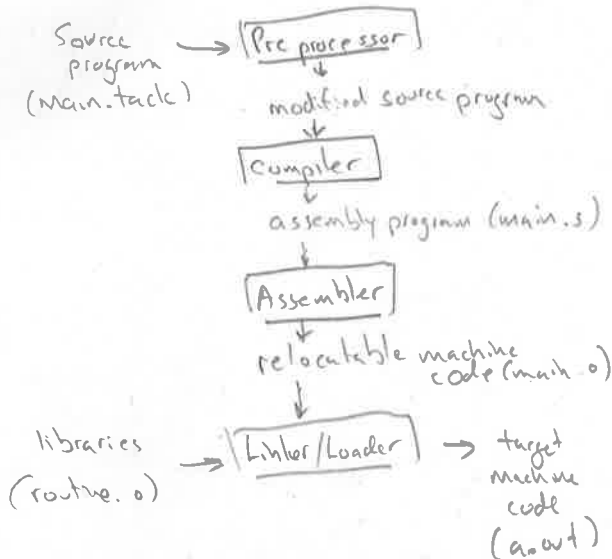 Source
program
(main.tack)
Preprocessor
modified source program
Compiler
assembly program (main.s)
Assembler
relocatable machine
code (main.o)
libraries
(routine.o)
Linker/Loader
target
machine
code
(a.out)